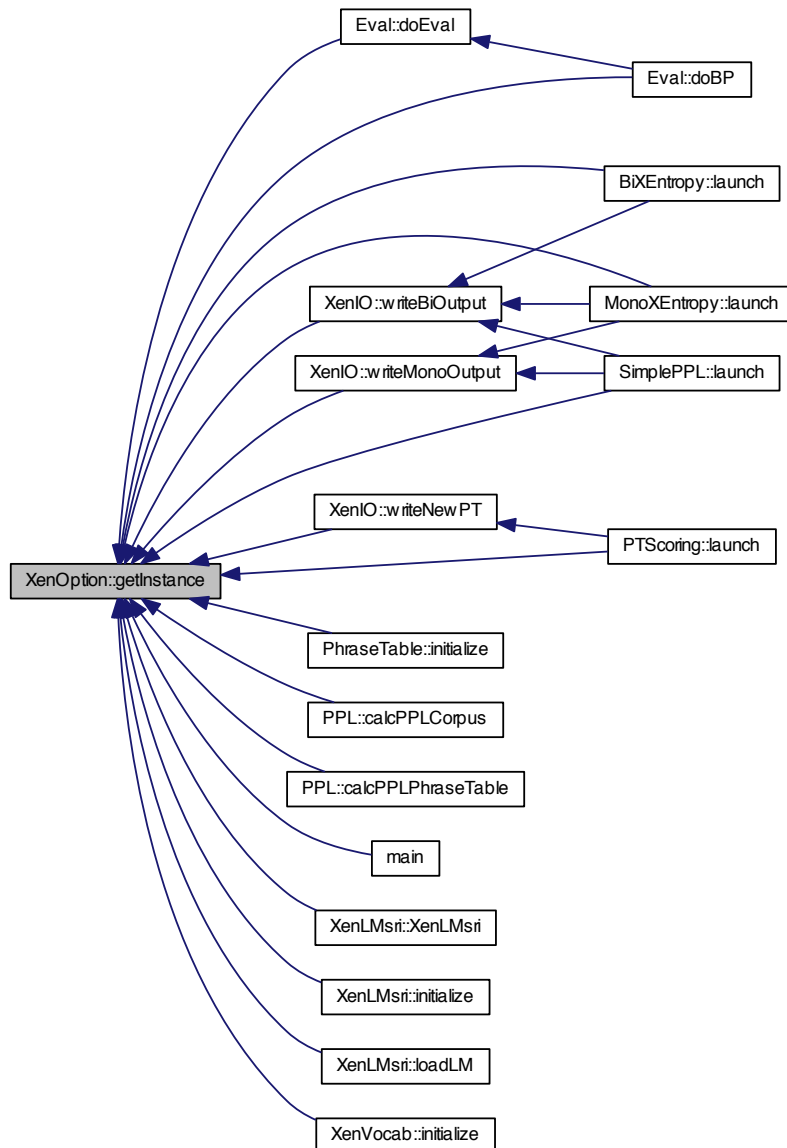 Eval::doEval
Eval::doBP
BiXEntropy::launch
XenIO::writeBiOutput
MonoXEntropy::launch
XenIO::writeMonoOutput
SimplePPL::launch
XenIO::writeNewPT
PTScoring::launch
XenOption::getInstance
PhraseTable::initialize
PPL::calcPPLCorpus
PPL::calcPPLPhraseTable
main
XenLMsri::XenLMsri
XenLMsri::initialize
XenLMsri::loadLM
XenVocab::initialize